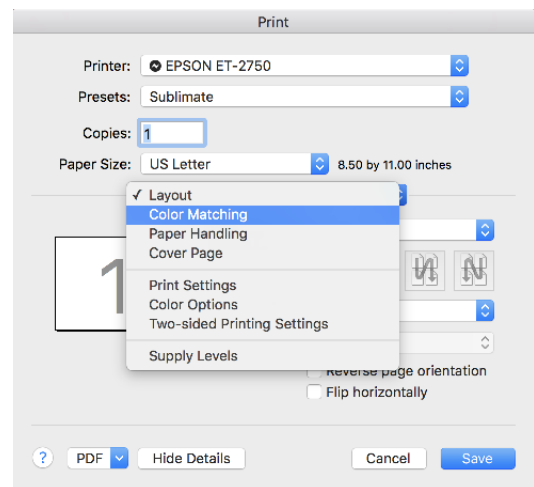 Print
Printer: EPSON ET-2750
Presets: Sublimate
Copies: 1
Paper Size: US Letter 8.50 by 11.00 inches
✓ Layout
Color Matching
Paper Handling
Cover Page
1
Print Settings
Color Options
Two-sided Printing Settings
Supply Levels
Reverse page orientation
Flip horizontally
? PDF Hide Details Cancel Save